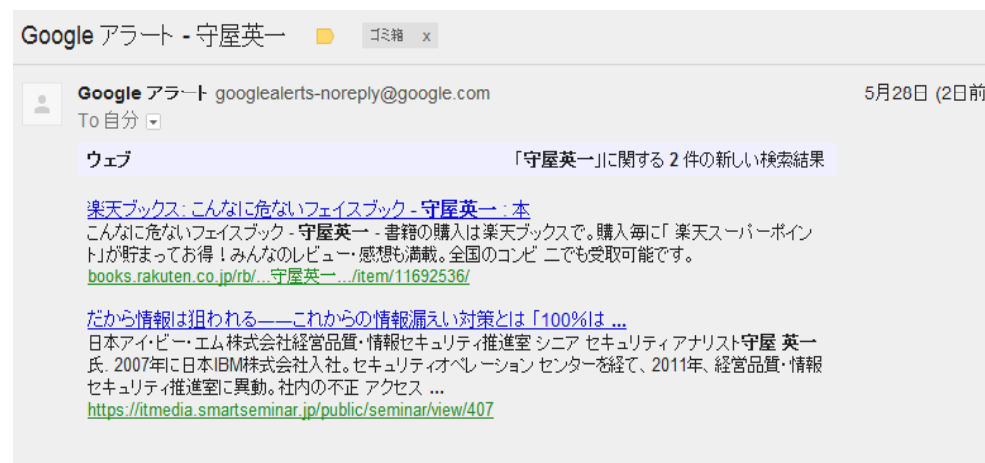 Google アラート - 守屋英一 ゴミ箱 x
Google アラート googlealerts-noreply@google.com 5月28日 (2日前
To 自分
ウェブ 「守屋英一」に関する 2 件の新しい検索結果
楽天ブックス: こんなに危ないフェイスブック - 守屋英一 : 本
こんなに危ないフェイスブック - 守屋英一 - 書籍の購入は楽天ブックスで。購入毎に「 楽天スーパーポイン
ト」が貯まってお得！みんなのレビュー・感想も満載。全国のコンビ ニでも受取可能です。
books.rakuten.co.jp/rb/...守屋英一.../item/11692536/
だから情報は狙われる――これからの情報漏えい対策とは「100%は ...
日本アイ・ビー・エム株式会社経営品質・情報セキュリティ推進室 シニア セキュリティアナリスト守屋 英一
氏. 2007年に日本IBM株式会社入社。セキュリティオペレーション センターを経て、2011年、経営品質・情報
セキュリティ推進室に異動。社内の不正 アクセス ...
https://itmedia.smartseminar.jp/public/seminar/view/407